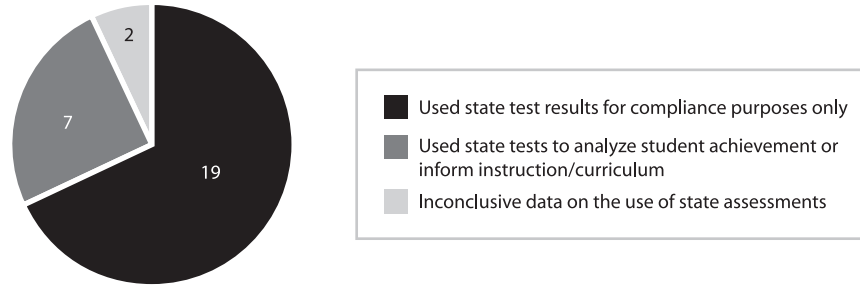 2
7
19
Used state test results for compliance purposes only
Used state tests to analyze student achievement or
inform instruction/curriculum
Inconclusive data on the use of state assessments